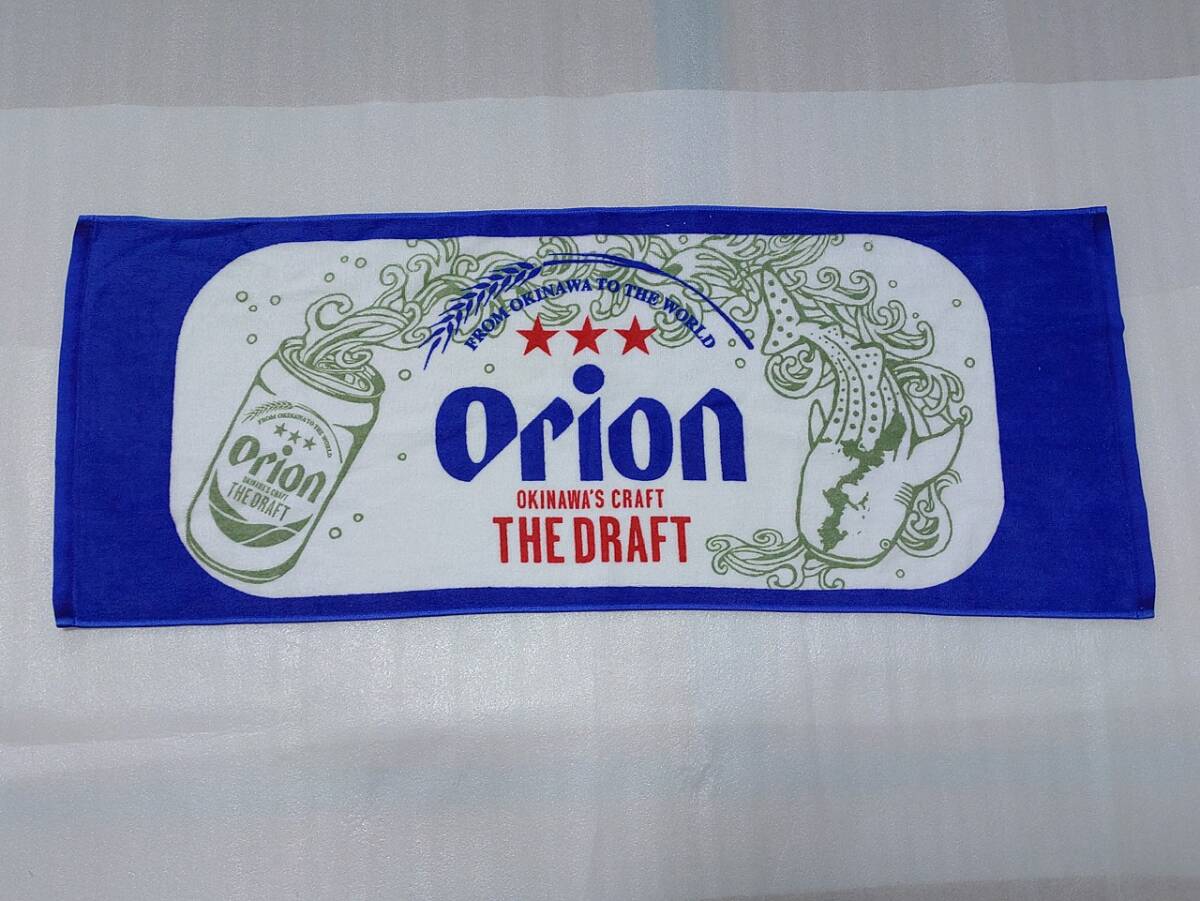 FROM OKINAWA TO THE WORLD
Orion
OKINAWA'S CRAFT
THE DRAFT
FROM OKINAWA TO THE WORLD
Orion
OKINAWA'S CRAFT
THE DRAFT